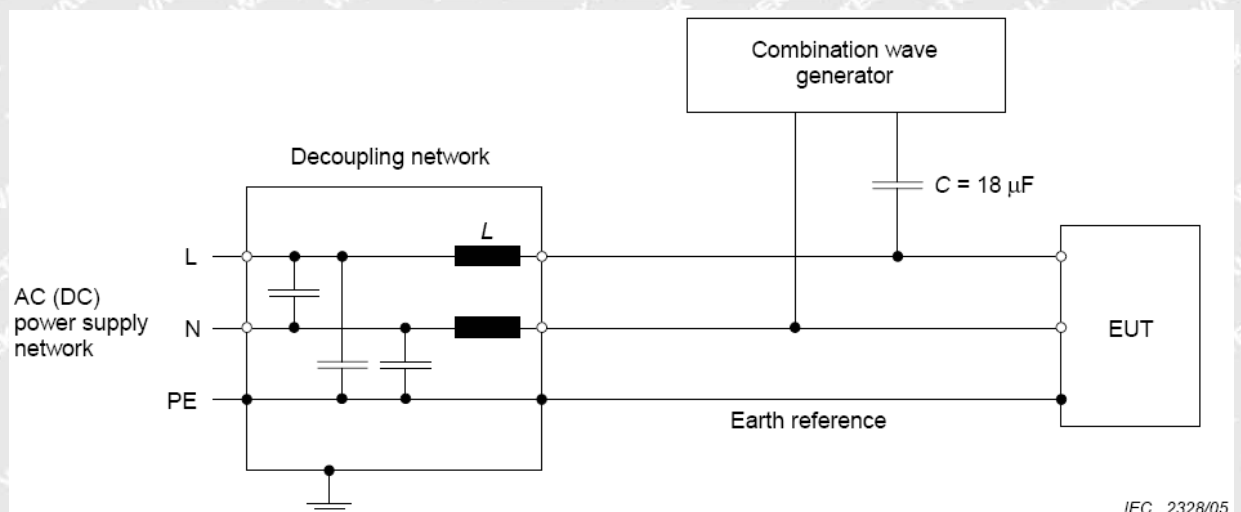 Combination wave
generator
Decoupling network
C = 18 μF
L
L
AC (DC)
power supply
network
N
EUT
PE
Earth reference
IEC 2328/05